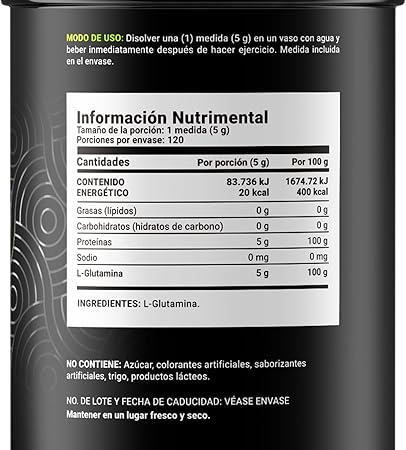 MODO DE USO: Disolver una (1) medida (5 g) en un vaso con agua y
beber inmediatamente después de hacer ejercicio. Medida incluida
en el envase.
Información Nutrimental
Tamaño de la porción: 1 medida (5 g)
Porciones por envase: 120
Cantidades Por porción (5 g) Por 100 g
CONTENIDO 83.736 kJ 1674.72 kJ
ENERGÉTICO 20 kcal 400 kcal
Grasas (lípidos) 0 g 0 g
Carbohidratos (hidratos de carbono) 0 g 0 g
Proteínas 5 g 100 g
Sodio 0 mg 0 mg
L-Glutamina 5 g 100 g
INGREDIENTES: L-Glutamina.
NO CONTIENE: Azúcar, colorantes artificiales, saborizantes
artificiales, trigo, productos lácteos.
NO. DE LOTE Y FECHA DE CADUCIDAD: VÉASE ENVASE
Mantener en un lugar fresco y seco.